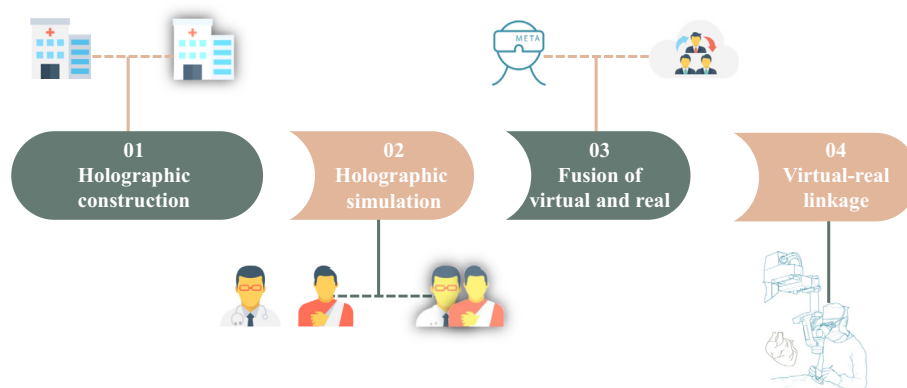 META
01
Holographic
construction
02
Holographic
simulation
03
Fusion of
virtual and real
04
Virtual-real
linkage